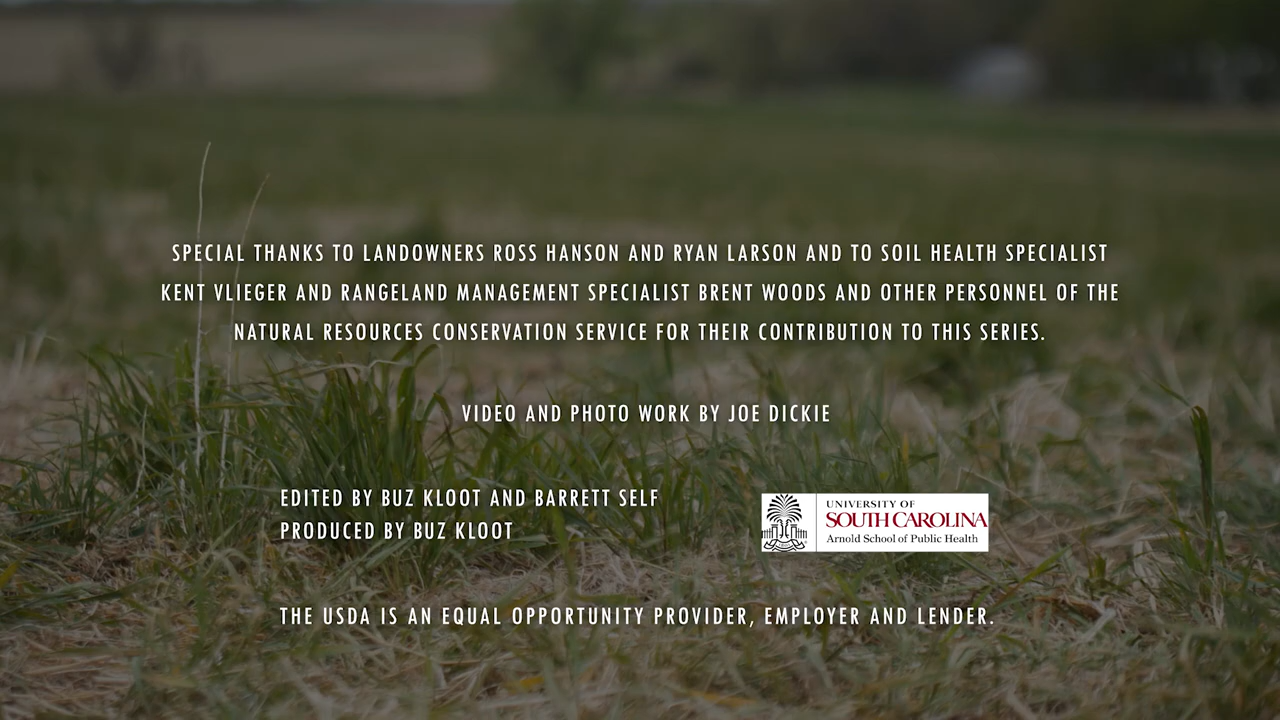 SPECIAL THANKS TO LANDOWNERS ROSS HANSON AND RYAN LARSON AND TO SOIL HEALTH SPECIALIST
KENT VLIEGER AND RANGELAND MANAGEMENT SPECIALIST BRENT WOODS AND OTHER PERSONNEL OF THE
NATURAL RESOURCES CONSERVATION SERVICE FOR THEIR CONTRIBUTION TO THIS SERIES.
VIDEO AND PHOTO WORK BY JOE DICKIE
EDITED BY BUZ KLOOT AND BARRETT SELF
PRODUCED BY BUZ KLOOT
UNIVERSITY OF
SOUTH CAROLINA
Arnold School of Public Health
THE USDA IS AN EQUAL OPPORTUNITY PROVIDER, EMPLOYER AND LENDER.